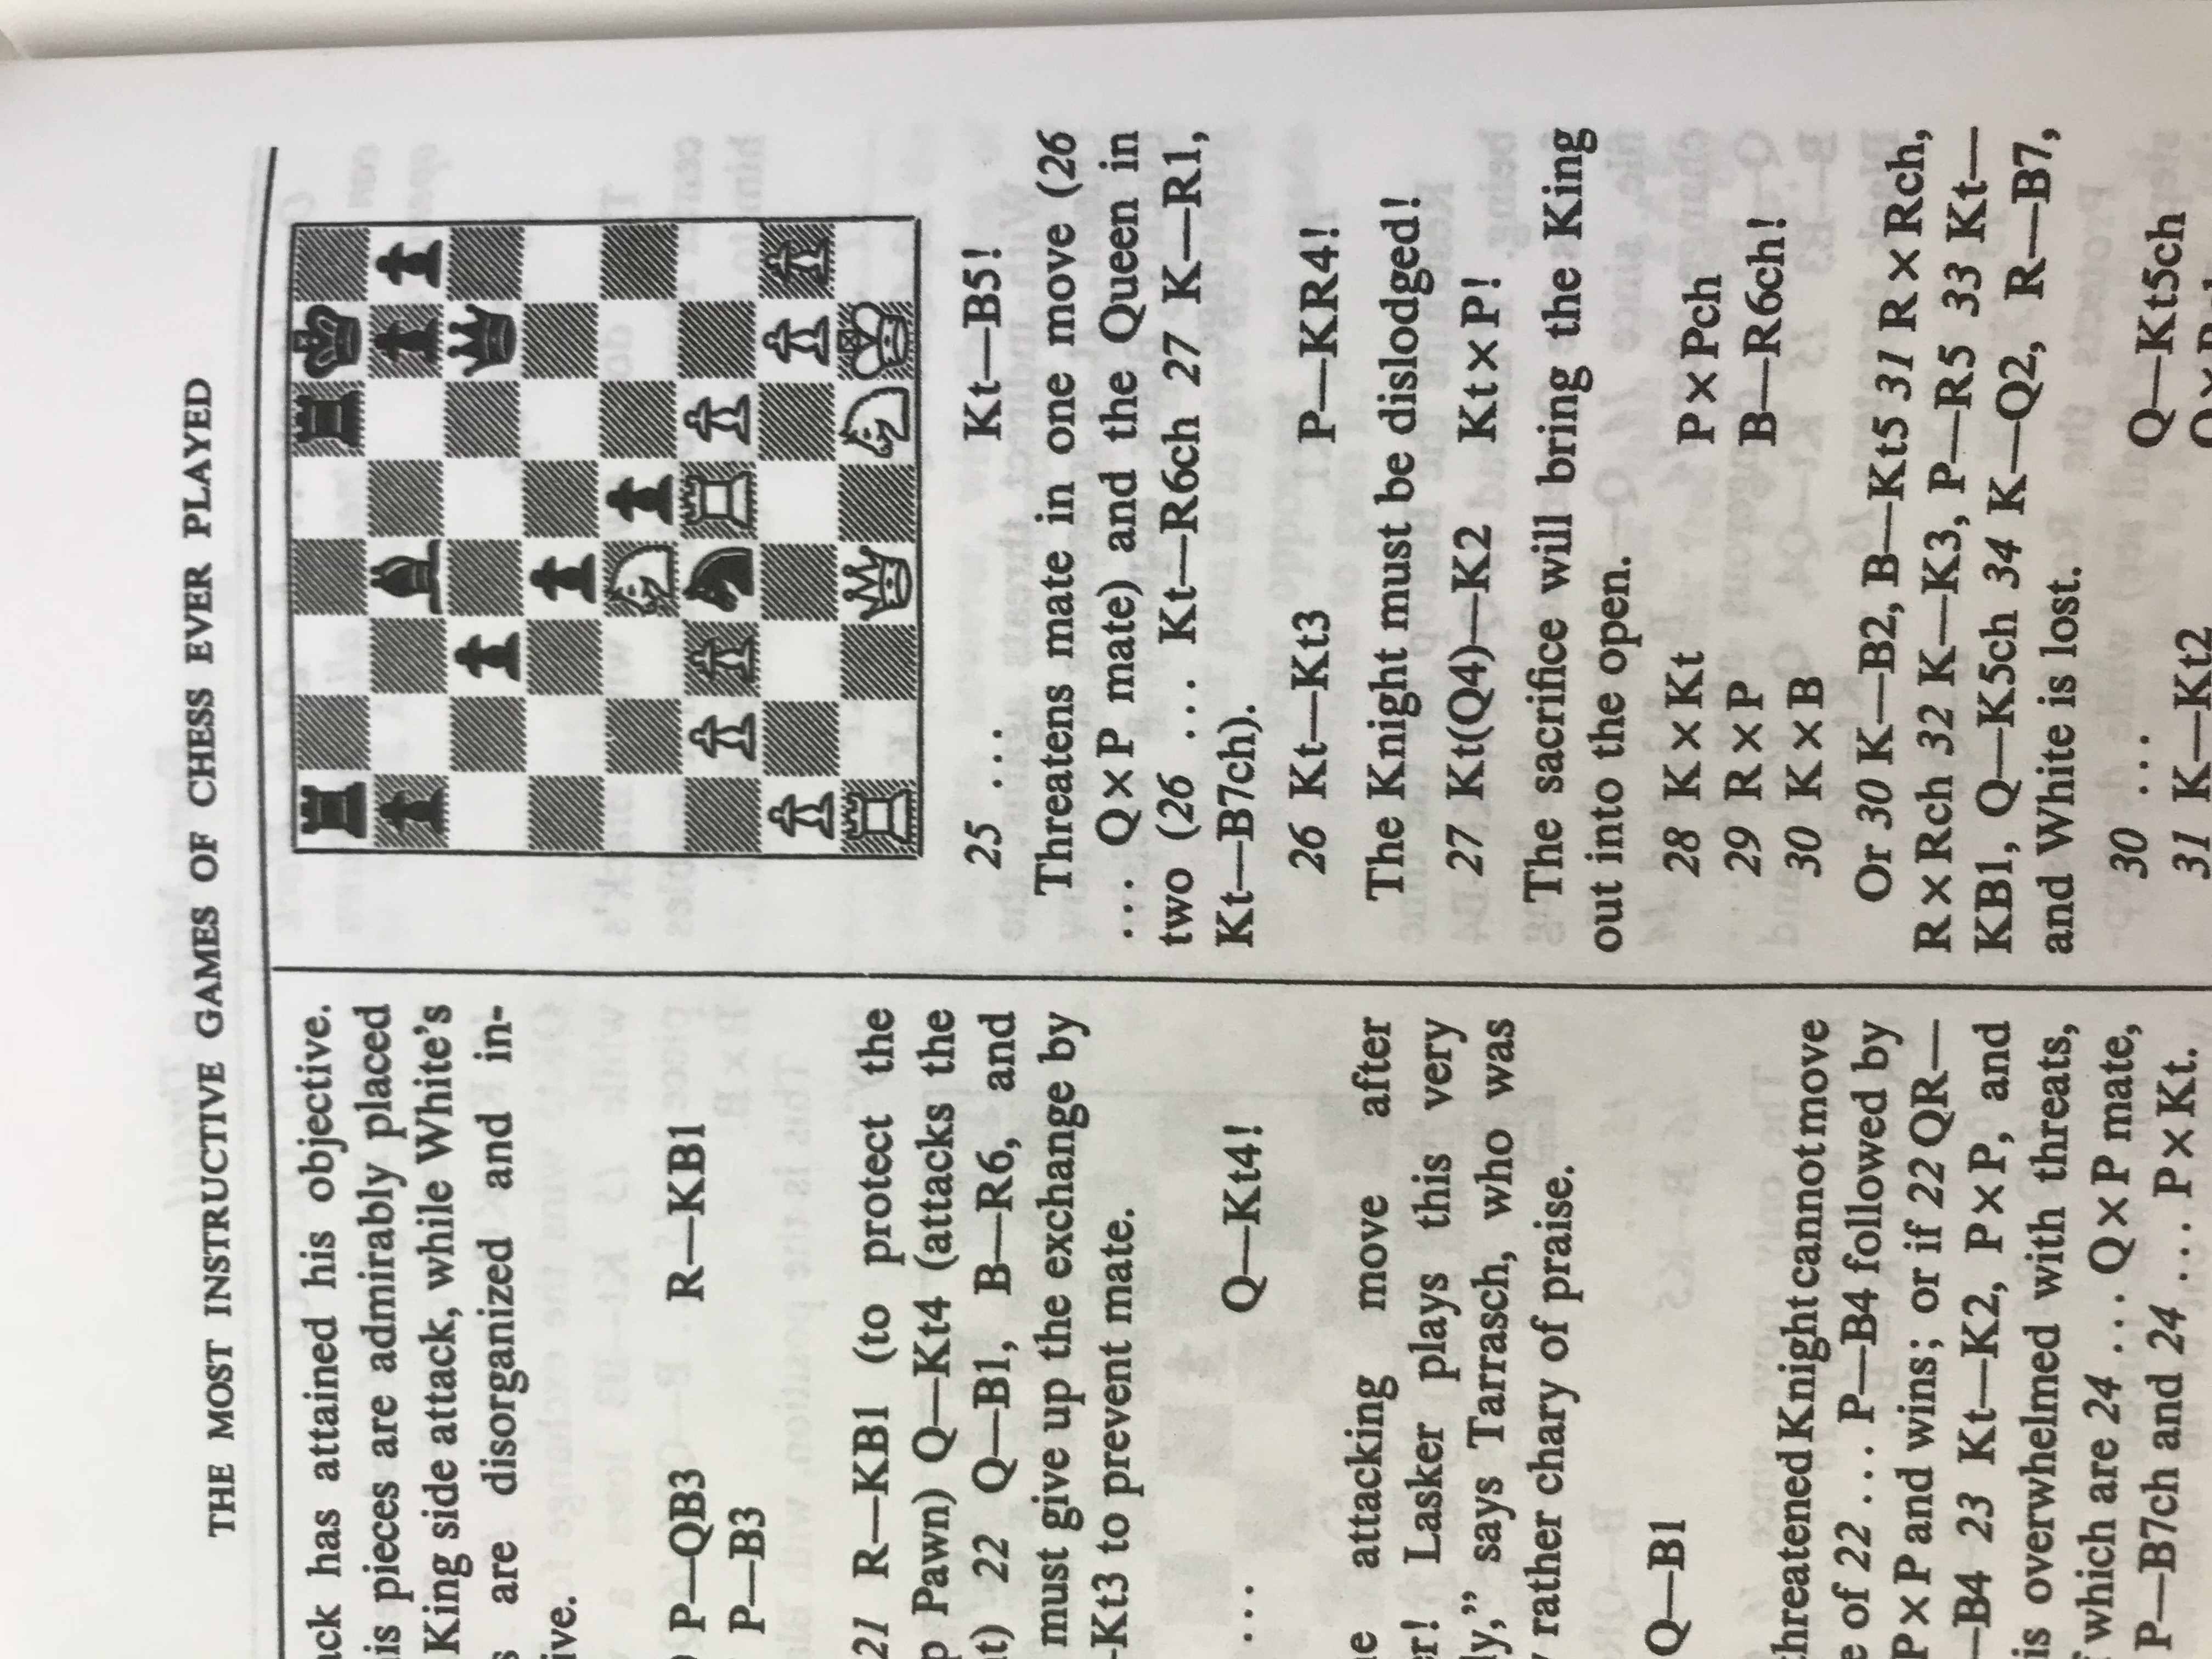 THE MOST INSTRUCTIVE GAMES OF CHESS EVER PLAYED
ack has attained his objective.
is pieces are admirably placed
King side attack, while White's
s are disorganized and in-
ive.
P—QB3 R—KB1
P—B3
21 R—KB1 (to protect the
p Pawn) Q—Kt4 (attacks the
t) 22 Q—B1, B—R6, and
must give up the exchange by
-Kt3 to prevent mate.
... Q—Kt4!
e attacking move after
er! Lasker plays this very
ly," says Tarrasch, who was
rather chary of praise.
Q—B1
threatened Knight cannot move
e of 22 ... P—B4 followed by
P×P and wins; or if 22 QR—
—B4 23 Kt—K2, P×P, and
is overwhelmed with threats,
f which are 24 ... Q×P mate,
P—B7ch and 24 ... P×Kt.
25 ... Kt—B5!
Threatens mate in one move (26
... Q×P mate) and the Queen in
two (26 ... Kt—R6ch 27 K—R1,
Kt—B7ch).
26 Kt—Kt3 P—KR4!
The Knight must be dislodged!
27 Kt(Q4)—K2 Kt×P!
The sacrifice will bring the King
out into the open.
28 K×Kt P×Pch
29 R×P B—R6ch!
30 K×B
Or 30 K—B2, B—Kt5 31 R×Rch,
R×Rch 32 K—K3, P—R5 33 Kt—
KB1, Q—K5ch 34 K—Q2, R—B7,
and White is lost.
30 ... Q—Kt5ch
31 K—Kt2